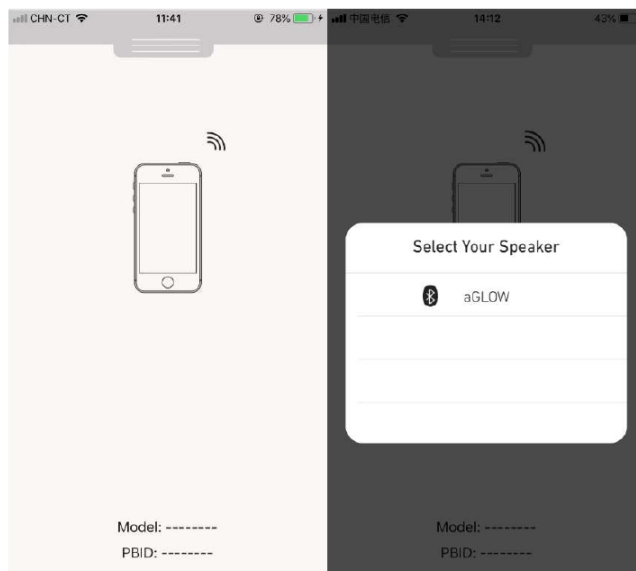 CHN-CT 11:41 78%
Model: --------
PBID: --------
中国电信 14:12 43%
Select Your Speaker
aGLOW
Model: --------
PBID: --------